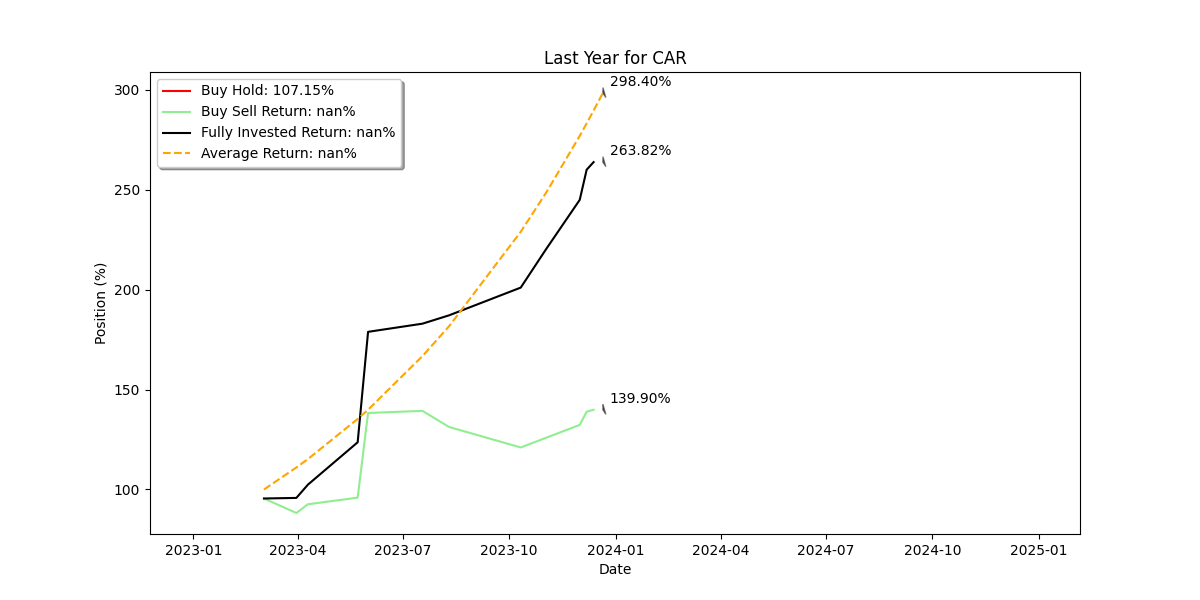 Last Year for CAR
Buy Hold: 107.15%
Buy Sell Return: nan%
Fully Invested Return: nan%
Average Return: nan%
298.40%
263.82%
139.90%
300
250
200
150
100
Position (%)
2023-01 2023-04 2023-07 2023-10 2024-01 2024-04 2024-07 2024-10 2025-01
Date